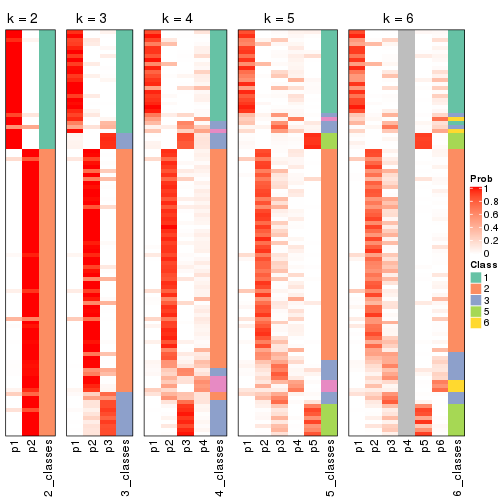 k = 2
k = 3
k = 4
k = 5
k = 6
p1
p2
2_classes
p1
p2
p3
3_classes
p1
p2
p3
p4
4_classes
p1
p2
p3
p4
p5
5_classes
p1
p2
p3
p4
p5
p6
6_classes
Prob
1
0.8
0.6
0.4
0.2
0
Class
1
2
3
5
6